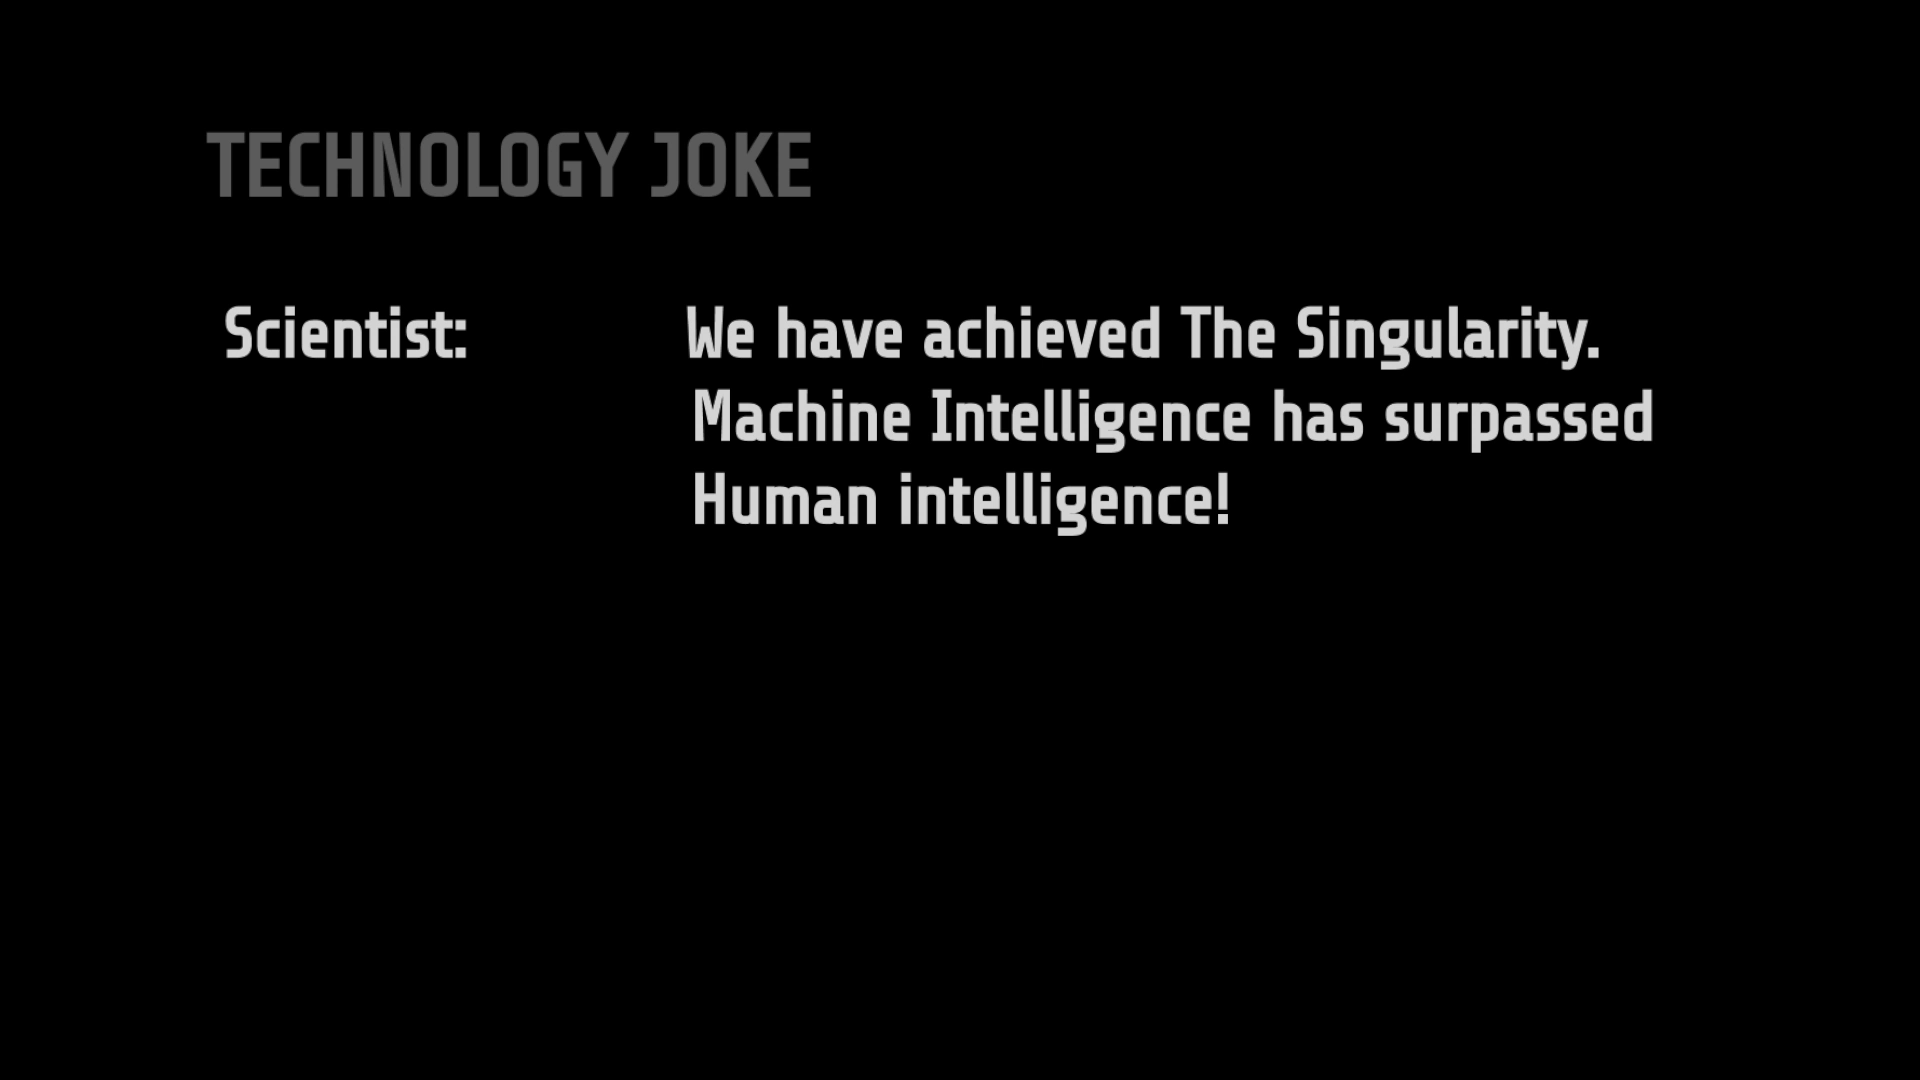 TECHNOLOGY JOKE
Scientist: We have achieved The Singularity.
Machine Intelligence has surpassed
Human intelligence!